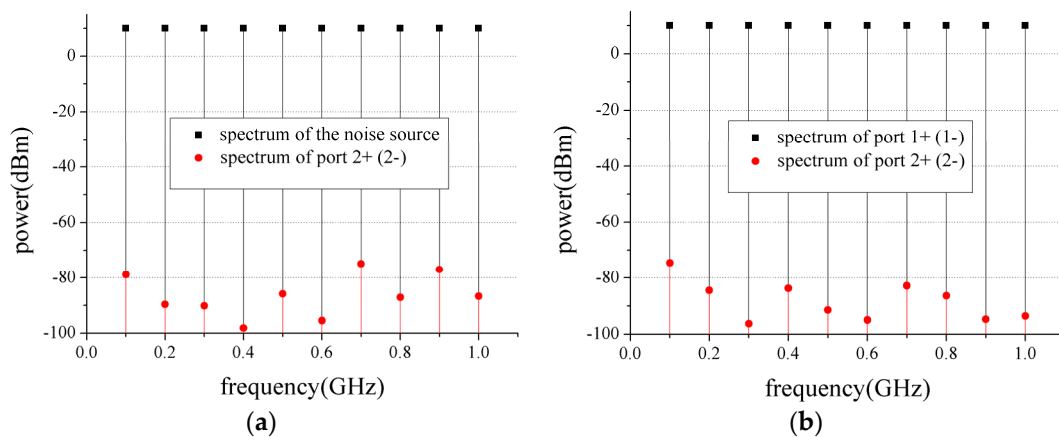 0
-20
-40
-60
-80
-100
power(dBm)
spectrum of the noise source
spectrum of port 2+ (2-)
0.0 0.2 0.4 0.6 0.8 1.0
frequency(GHz)
(a)
0
-20
-40
-60
-80
-100
power(dBm)
spectrum of port 1+ (1-)
spectrum of port 2+ (2-)
0.0 0.2 0.4 0.6 0.8 1.0
frequency(GHz)
(b)